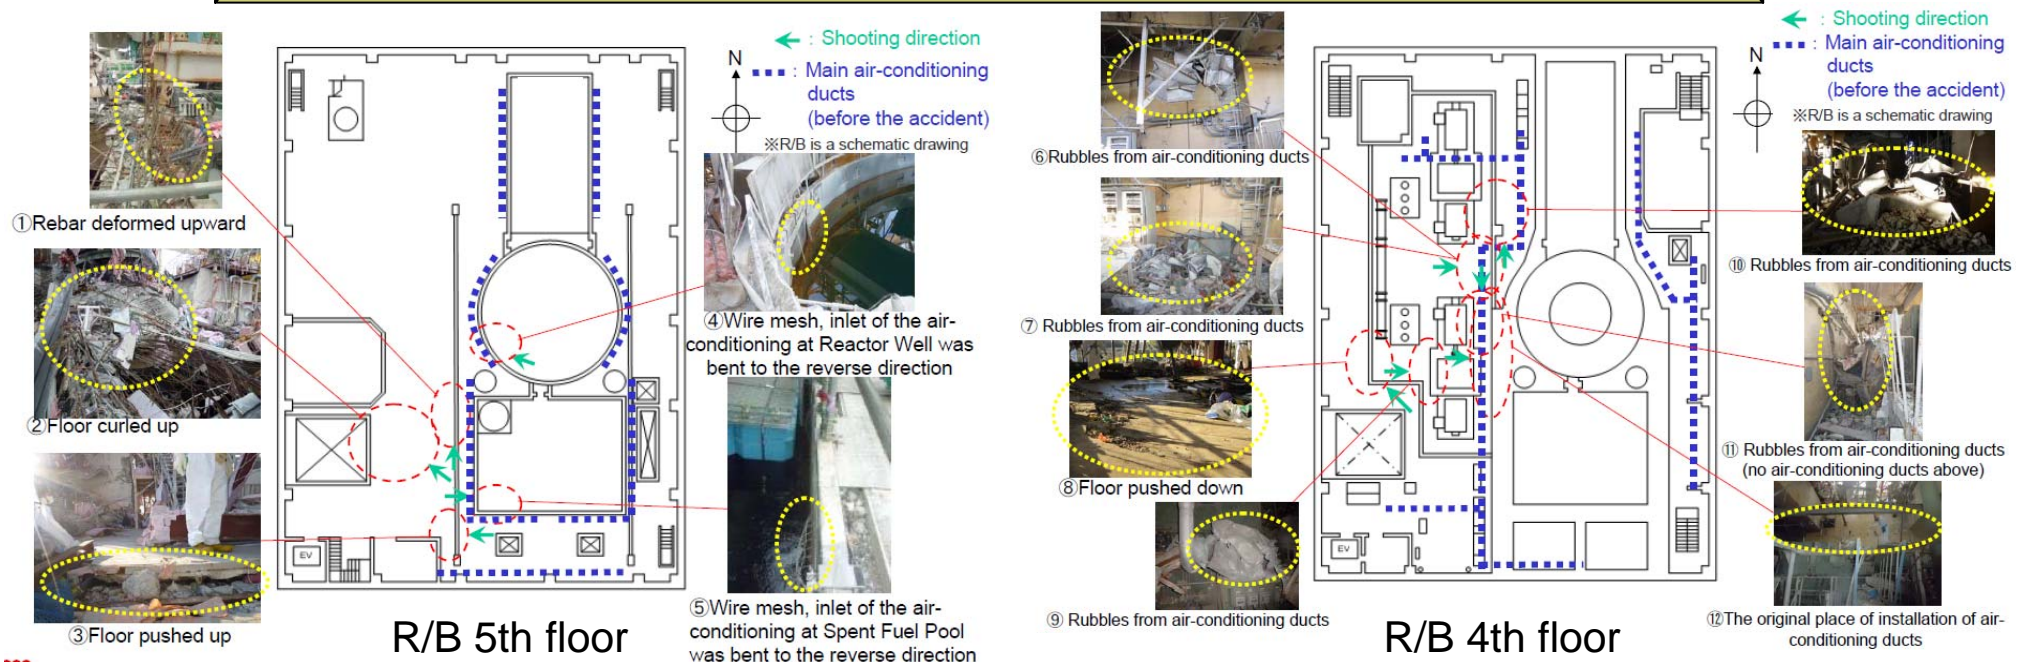 ①Rebar deformed upward
②Floor curled up
③Floor pushed up
EV
R/B 5th floor
: Shooting direction
N
: Main air-conditioning
ducts
(before the accident)
※R/B is a schematic drawing
④Wire mesh, inlet of the air-
conditioning at Reactor Well was
bent to the reverse direction
⑤Wire mesh, inlet of the air-
conditioning at Spent Fuel Pool
was bent to the reverse direction
⑥Rubbles from air-conditioning ducts
⑦ Rubbles from air-conditioning ducts
⑧Floor pushed down
⑨ Rubbles from air-conditioning ducts
EV
R/B 4th floor
: Shooting direction
: Main air-conditioning
ducts
(before the accident)
N
※R/B is a schematic drawing
⑩ Rubbles from air-conditioning ducts
⑪ Rubbles from air-conditioning ducts
(no air-conditioning ducts above)
⑫The original place of installation of air-
conditioning ducts